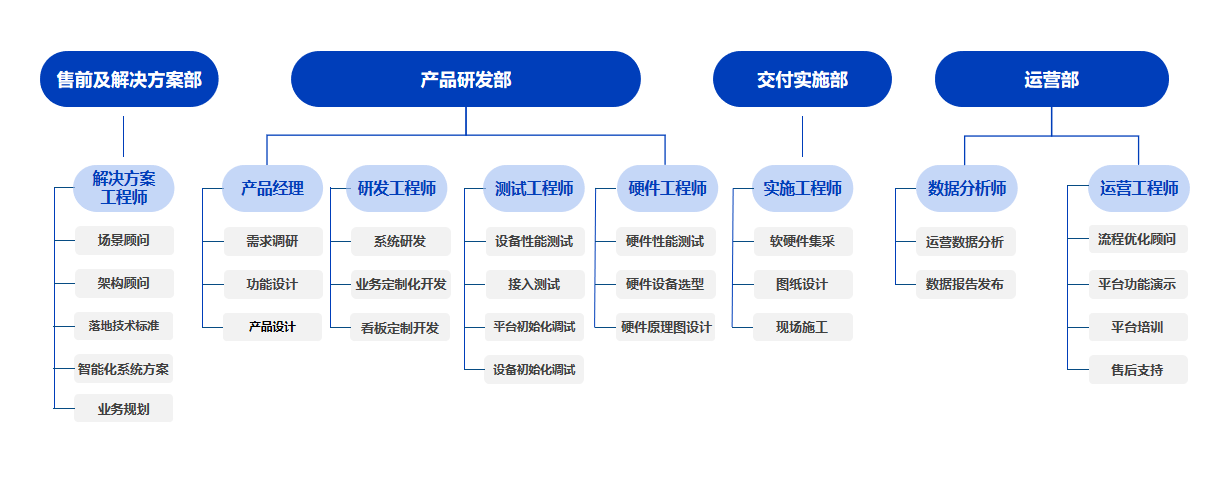 售前及解决方案部
产品研发部
交付实施部
运营部
解决方案
工程师
产品经理
研发工程师
测试工程师
硬件工程师
实施工程师
数据分析师
运营工程师
场景顾问
需求调研
系统研发
设备性能测试
硬件性能测试
软硬件集采
运营数据分析
流程优化顾问
架构顾问
功能设计
业务定制化开发
接入测试
硬件设备选型
图纸设计
数据报告发布
平台功能演示
落地技术标准
产品设计
看板定制开发
平台初始化调试
硬件原理图设计
现场施工
平台培训
智能化系统方案
设备初始化调试
售后支持
业务规划